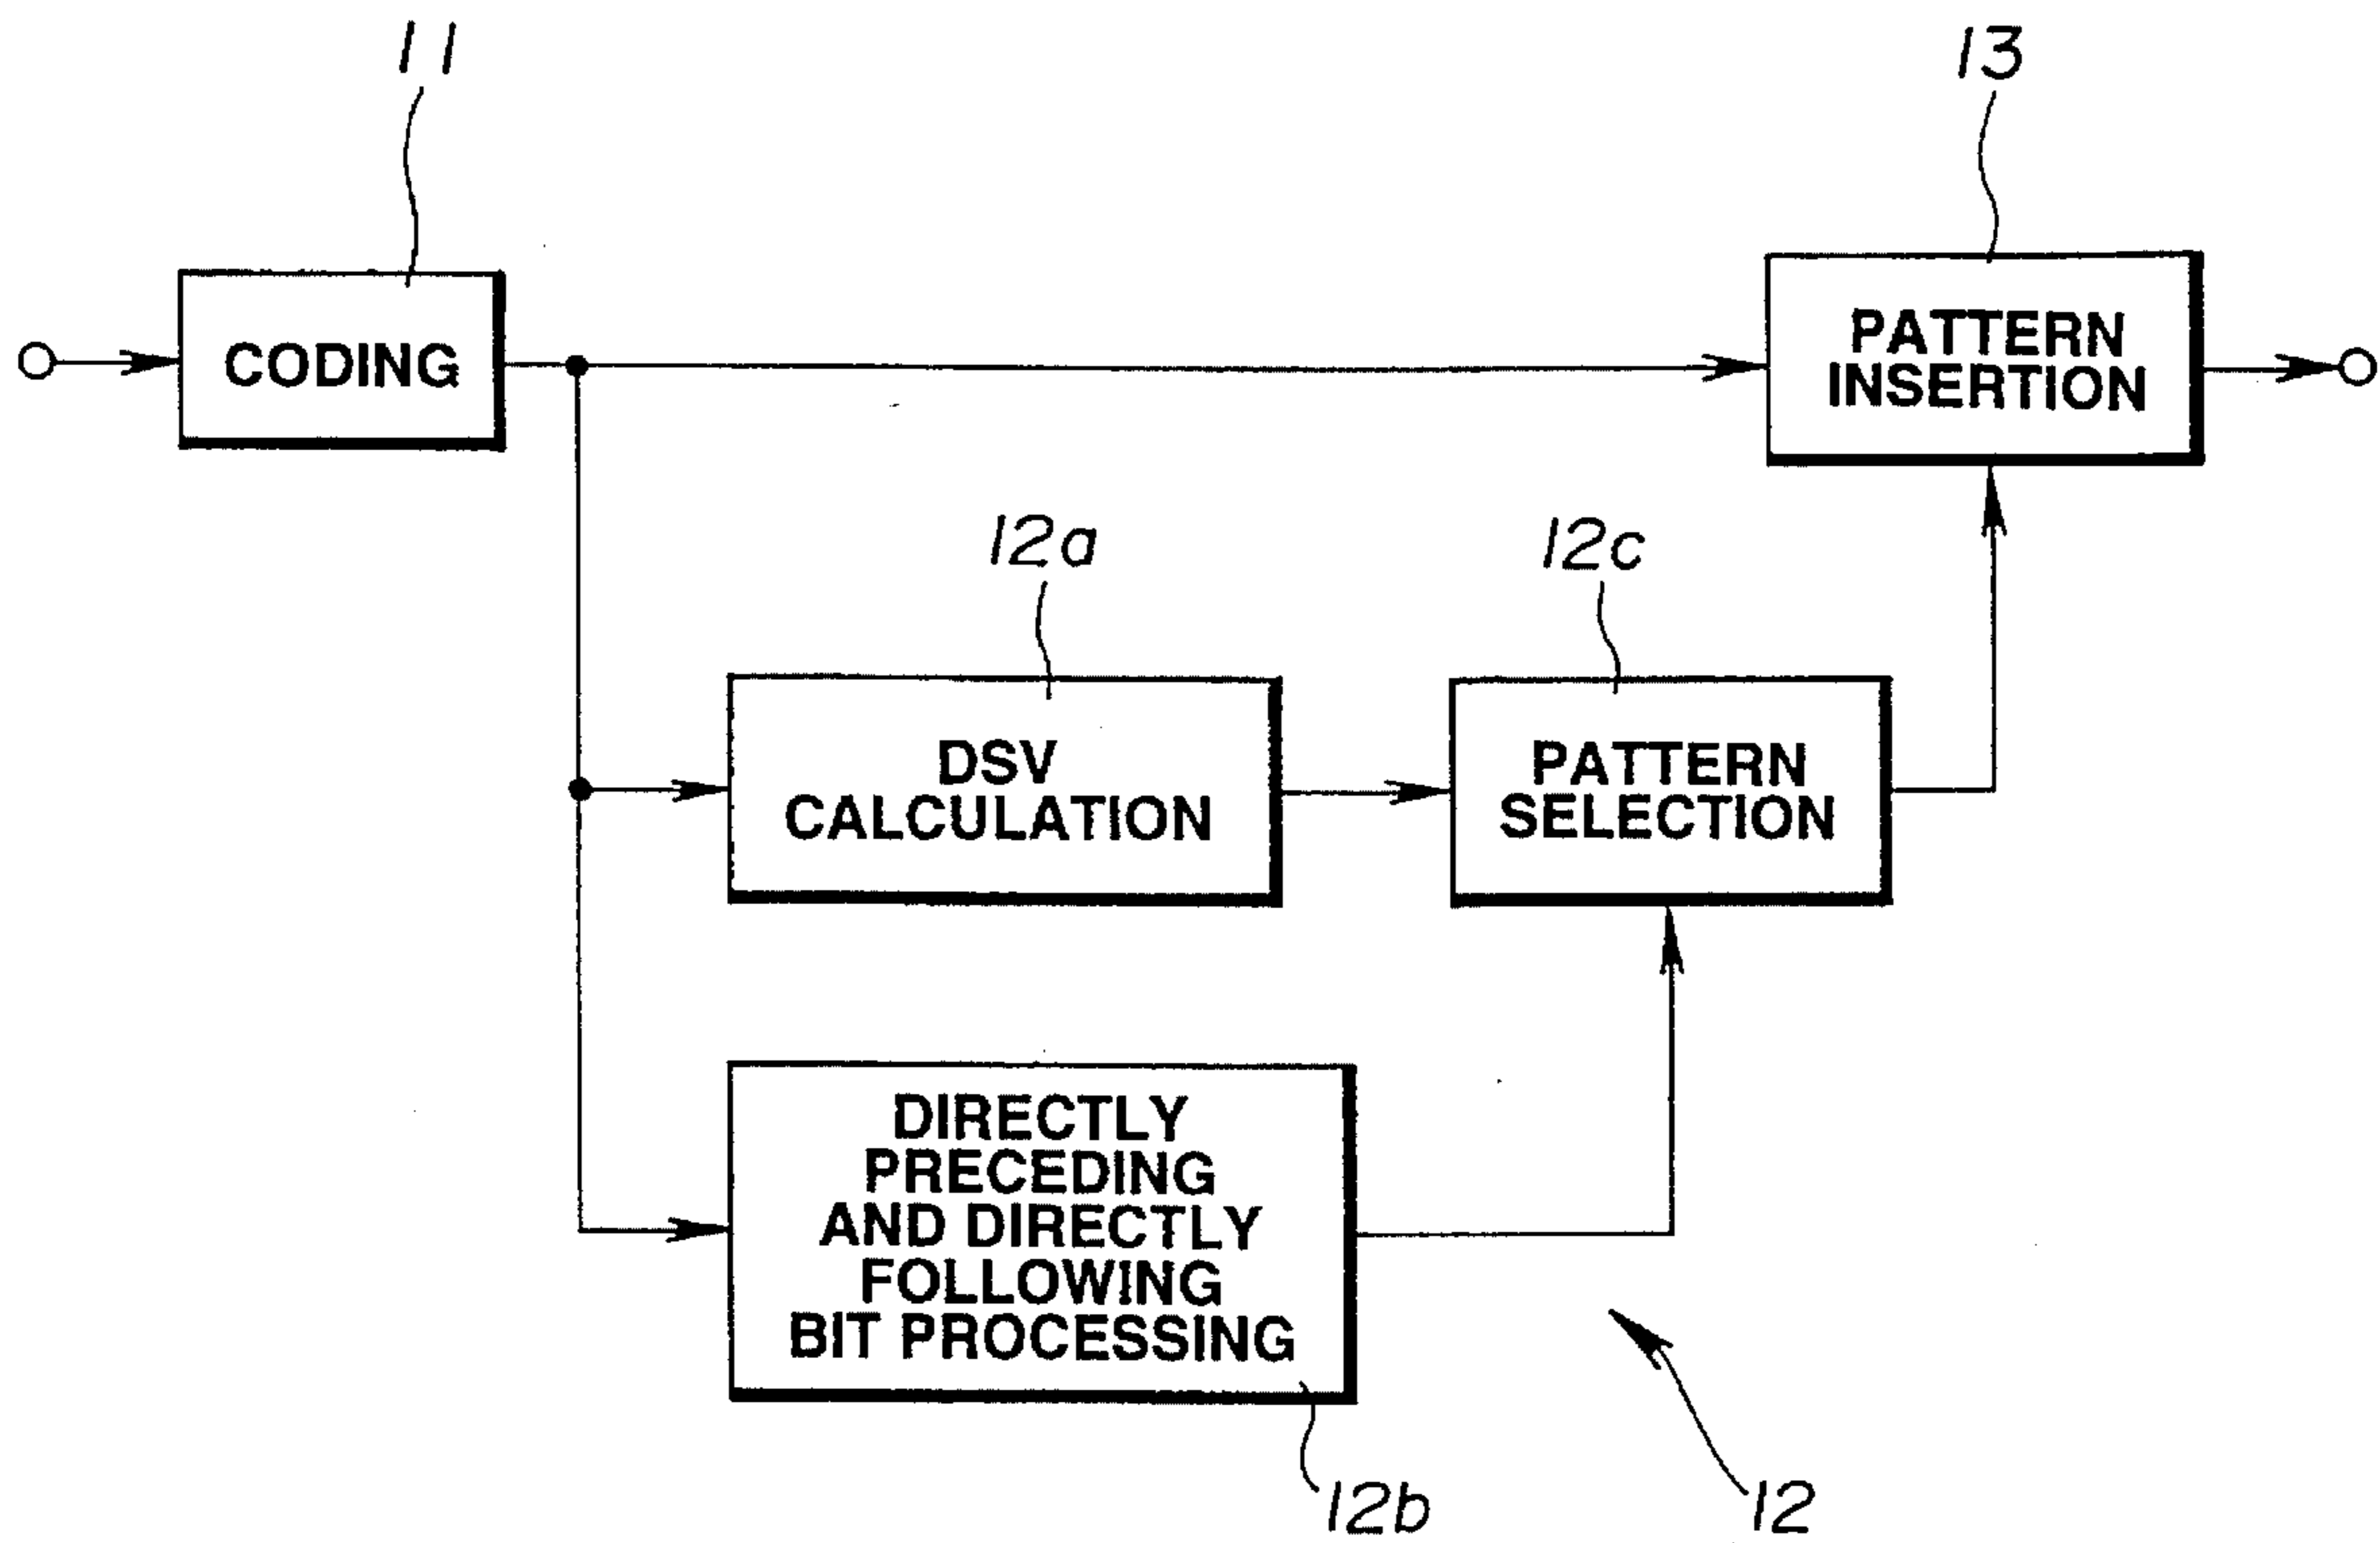 11
13
CODING
PATTERN
INSERTION
12a
12c
DSV
CALCULATION
PATTERN
SELECTION
DIRECTLY
PRECEDING
AND DIRECTLY
FOLLOWING
BIT PROCESSING
12b
12